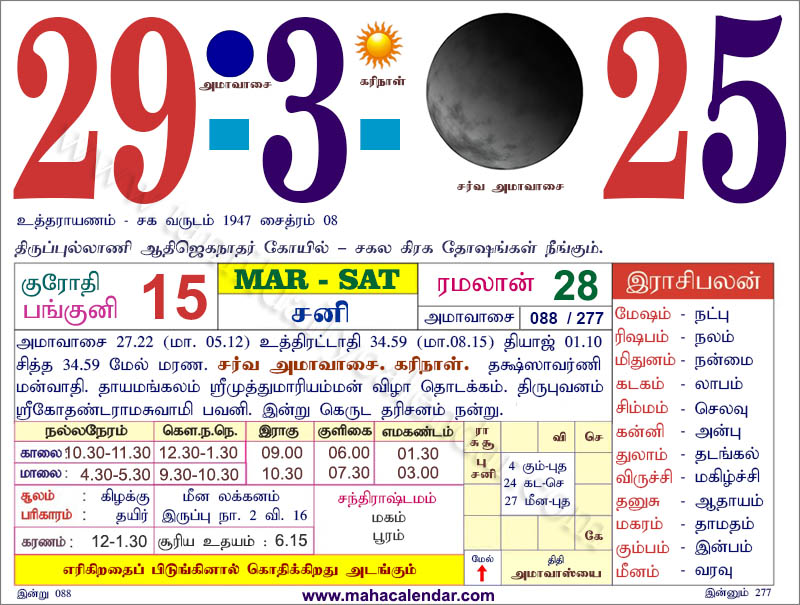 29 - 3 - 25
அமாவாசை
கரிநாள்
சர்வ அமாவாசை
உத்தராயணம் - சக வருடம் 1947 சைத்ரம் 08
திருப்புல்லாணி ஆதிஜெகநாதர் கோயில் – சகல கிரக தோஷங்கள் நீங்கும்.
குரோதி
பங்குனி 15
MAR - SAT
சனி
ரமலான் 28
அமாவாசை 088 / 277
அமாவாசை 27.22 (மா. 05.12) உத்திரட்டாதி 34.59 (மா.08.15) தியாஜ் 01.10
சித்த 34.59 மேல் மரண. சர்வ அமாவாசை. கரிநாள். தக்ஷஸாவர்ணி
மன்வாதி. தாயமங்கலம் ஸ்ரீமுத்துமாரியம்மன் விழா தொடக்கம். திருபுவனம்
ஸ்ரீகோதண்டராமசுவாமி பவனி. இன்று கெருட தரிசனம் நன்று.
நல்லநேரம் கௌ.ந.நெ. இராகு குளிகை எமகண்டம்
காலை: 10.30-11.30 12.30-1.30 09.00 06.00 01.30
மாலை: 4.30-5.30 9.30-10.30 10.30 07.30 03.00
சூலம் : கிழக்கு
பரிகாரம் : தயிர்
மீன லக்கனம்
இருப்பு நா. 2 வி. 16
சந்திராஷ்டமம்
மகம்
பூரம்
கரணம் : 12-1.30 சூரிய உதயம் : 6.15
எரிகிறதைப் பிடுங்கினால் கொதிக்கிறது அடங்கும்
ரா
சு சூ
பு
சனி
வி
செ
4 கும்-புத
24 கட-செ
27 மீன-புத
கே
மேல்
திதி
அமாவாஸ்யை
இராசிபலன்
மேஷம் - நட்பு
ரிஷபம் - நலம்
மிதுனம் - நன்மை
கடகம் - லாபம்
சிம்மம் - செலவு
கன்னி - அன்பு
துலாம் - தடங்கல்
விருச்சி - மகிழ்ச்சி
தனுசு - ஆதாயம்
மகரம் - தாமதம்
கும்பம் - இன்பம்
மீனம் - வரவு
இன்று 088
www.mahacalendar.com
இன்னும் 277